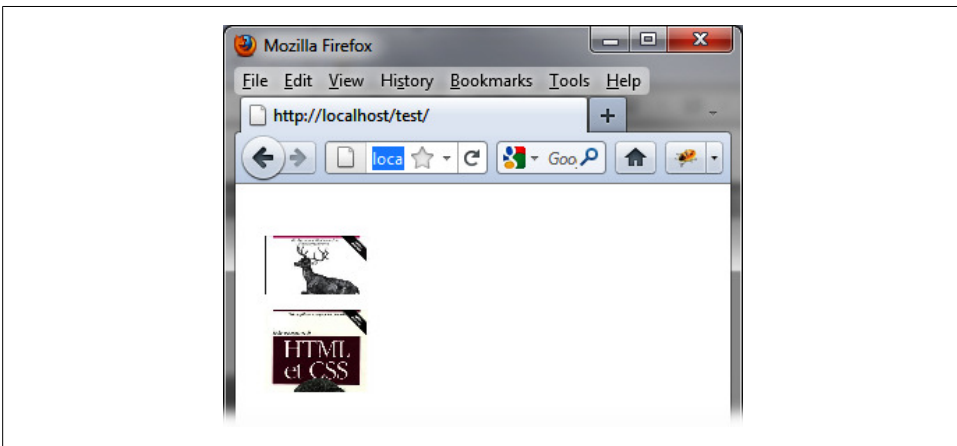 Mozilla Firefox
File Edit View History Bookmarks Tools Help
http://localhost/test/
loca
Goo
HTML
et CSS